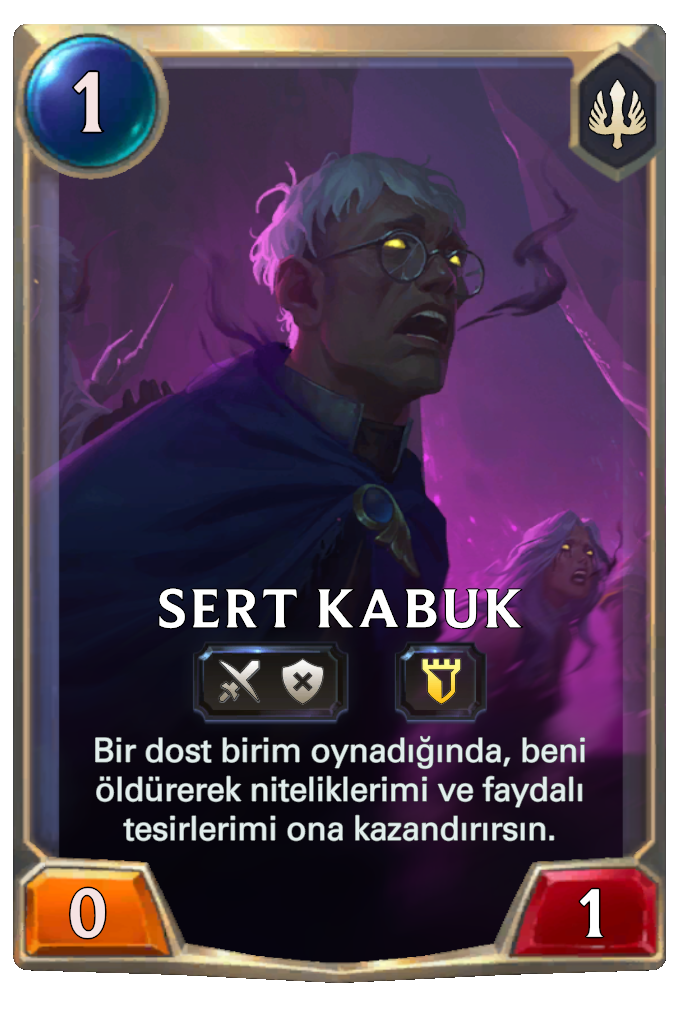 1
SERT KABUK
Bir dost birim oynadığında, beni
öldürerek niteliklerimi ve faydalı
tesirlerimi ona kazandırırsın.
0
1